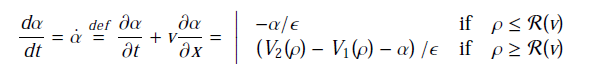 dα/dt = α̇ def= ∂α/∂t + v ∂α/∂x = | −α/ϵ if ρ ≤ ℛ(v)
(V₂(ρ) − V₁(ρ) − α) /ϵ if ρ ≥ ℛ(v)